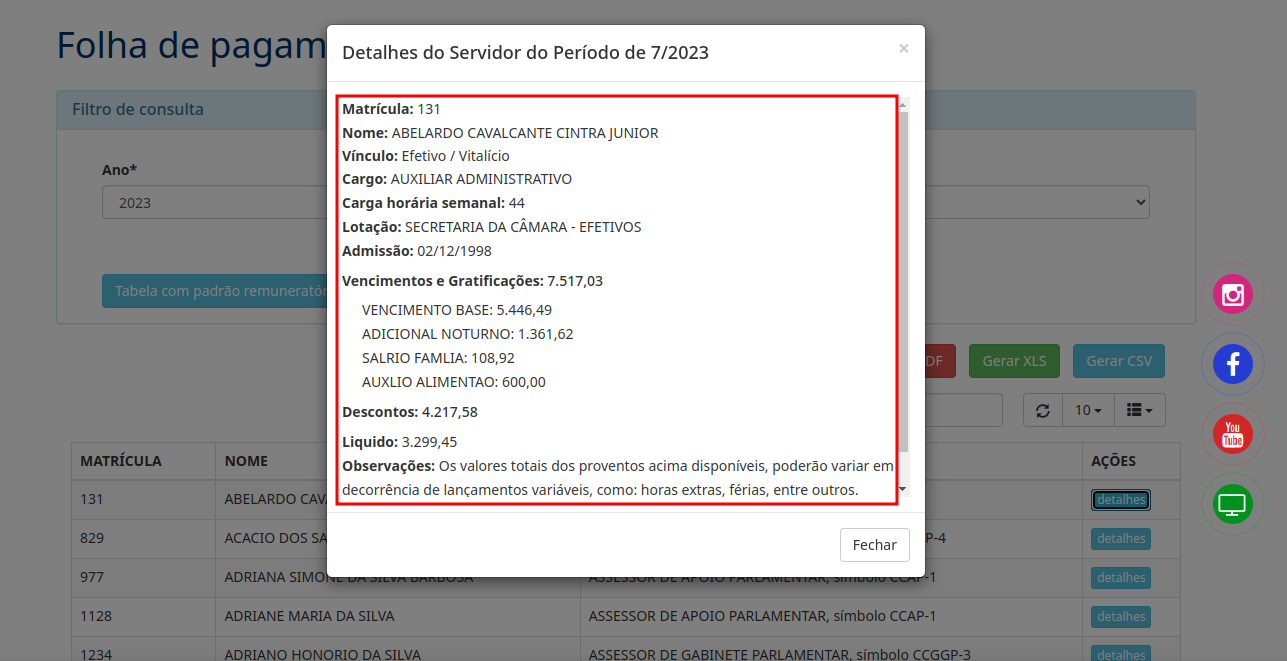 Folha de pagam
Filtro de consulta
Ano*
2023
Tabela com padrão remuneratór
Detalhes do Servidor do Período de 7/2023
×
Matrícula: 131
Nome: ABELARDO CAVALCANTE CINTRA JUNIOR
Vínculo: Efetivo / Vitalício
Cargo: AUXILIAR ADMINISTRATIVO
Carga horária semanal: 44
Lotação: SECRETARIA DA CÂMARA - EFETIVOS
Admissão: 02/12/1998
Vencimentos e Gratificações: 7.517,03
VENCIMENTO BASE: 5.446,49
ADICIONAL NOTURNO: 1.361,62
SALRIO FAMLIA: 108,92
AUXLIO ALIMENTAO: 600,00
Descontos: 4.217,58
Liquido: 3.299,45
Observações: Os valores totais dos proventos acima disponíveis, poderão variar em
decorrência de lançamentos variáveis, como: horas extras, férias, entre outros.
Fechar
DF Gerar XLS Gerar CSV
10
MATRÍCULA NOME AÇÕES
131 ABELARDO CAV detalhes
829 ACACIO DOS SA P-4 detalhes
977 ADRIANA SIMONE DA SILVA BARBOSA ASSESSOR DE APOIO PARLAMENTAR, símbolo CCAP-1 detalhes
1128 ADRIANE MARIA DA SILVA ASSESSOR DE APOIO PARLAMENTAR, símbolo CCAP-1 detalhes
1234 ADRIANO HONORIO DA SILVA ASSESSOR DE GABINETE PARLAMENTAR, símbolo CCGGP-3 detalhes
You
Tube